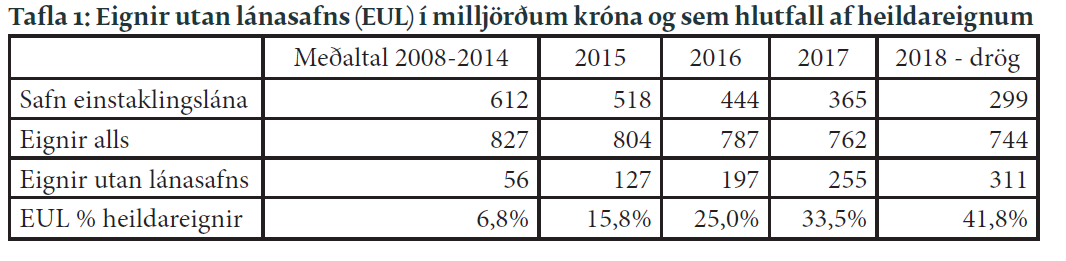 Tafla 1: Eignir utan lánasafns (EUL) í milljörðum króna og sem hlutfall af heildareignum
Meðaltal 2008-2014 2015 2016 2017 2018 - drög
Safn einstaklingslána 612 518 444 365 299
Eignir alls 827 804 787 762 744
Eignir utan lánasafns 56 127 197 255 311
EUL % heildareignir 6,8% 15,8% 25,0% 33,5% 41,8%